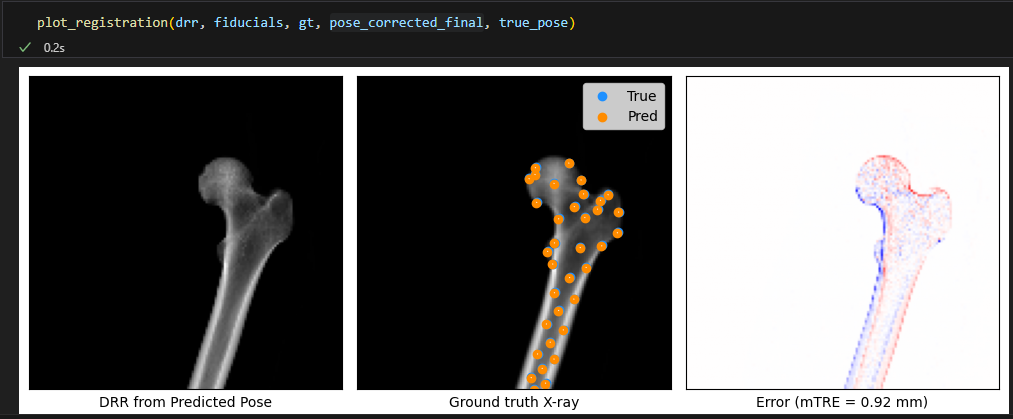 plot_registration(drr, fiducials, gt, pose_corrected_final, true_pose)
0.2s
True
Pred
DRR from Predicted Pose
Ground truth X-ray
Error (mTRE = 0.92 mm)